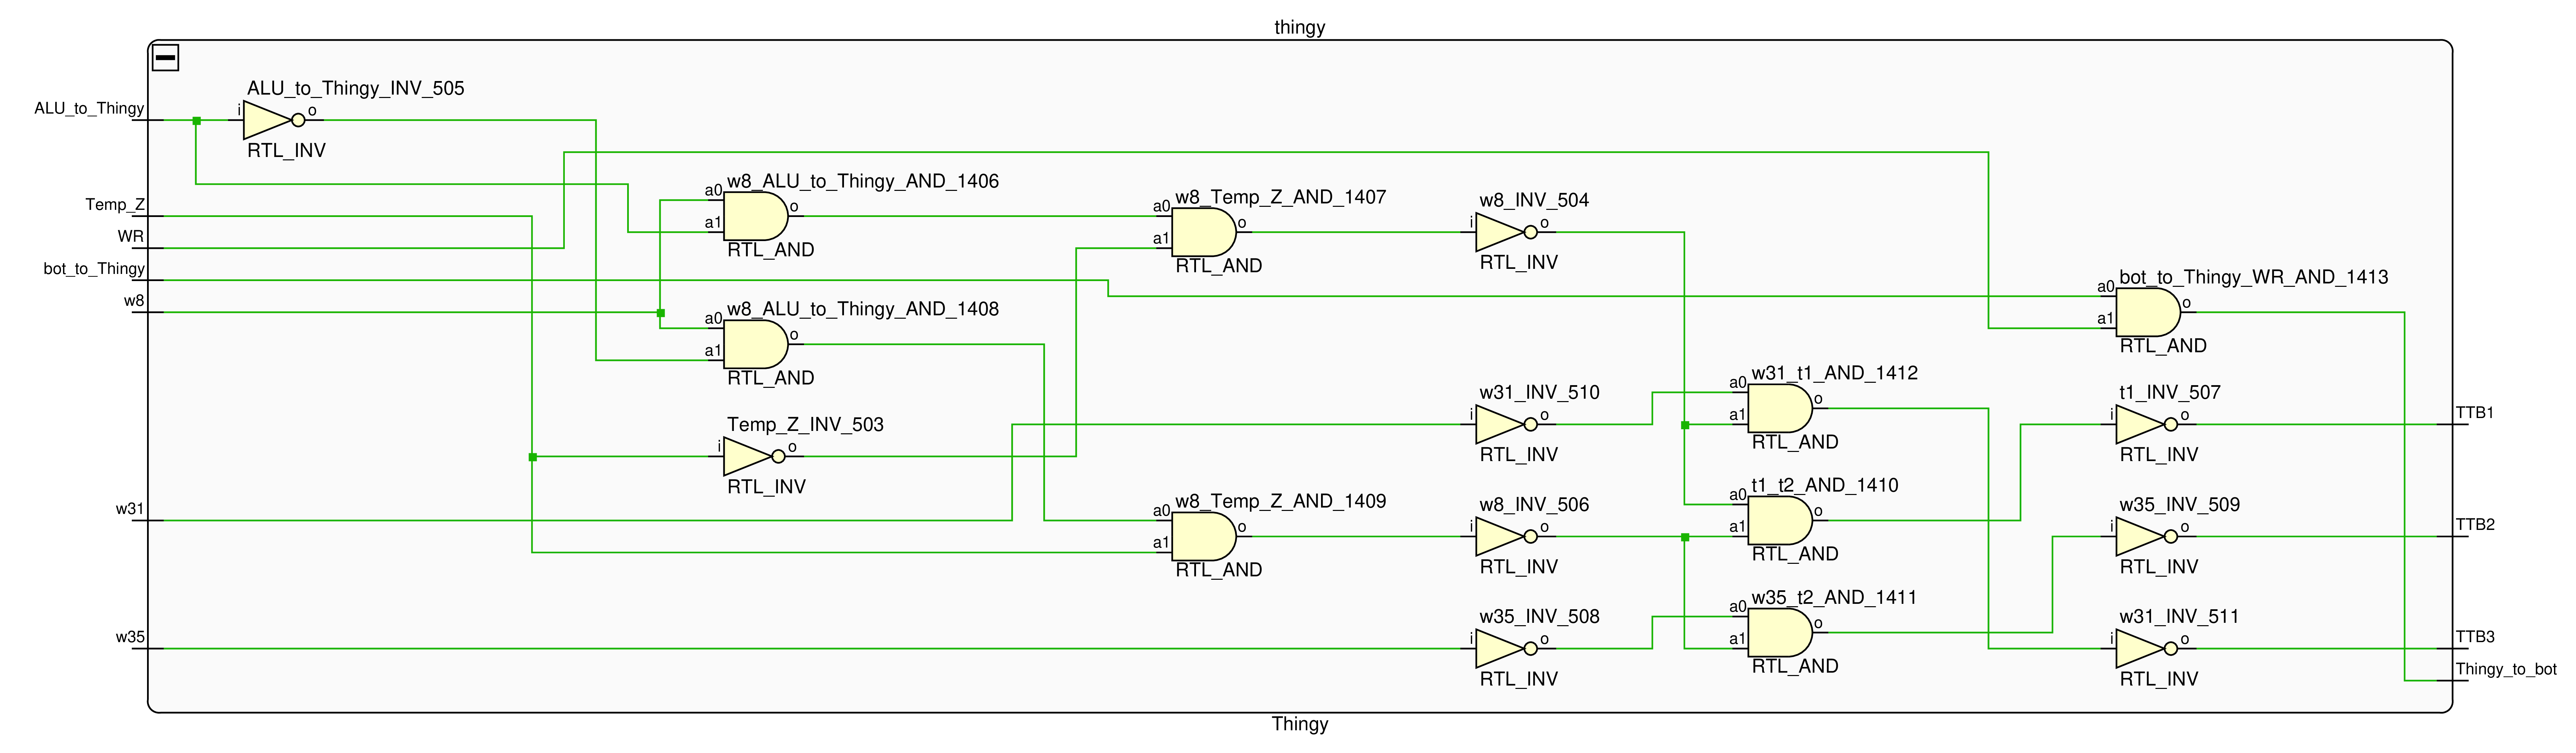 thingy
ALU_to_Thingy
i
ALU_to_Thingy_INV_505
o
RTL_INV
Temp_Z
WR
bot_to_Thingy
w8
w31
w35
a0
w8_ALU_to_Thingy_AND_1406
a1
o
RTL_AND
a0
w8_ALU_to_Thingy_AND_1408
a1
o
RTL_AND
Temp_Z_INV_503
i
o
RTL_INV
a0
w8_Temp_Z_AND_1407
a1
o
RTL_AND
a0
w8_Temp_Z_AND_1409
a1
o
RTL_AND
w8_INV_504
i
o
RTL_INV
w31_INV_510
i
o
RTL_INV
w8_INV_506
i
o
RTL_INV
w35_INV_508
i
o
RTL_INV
w31_t1_AND_1412
a0
a1
o
RTL_AND
t1_t2_AND_1410
a0
a1
o
RTL_AND
w35_t2_AND_1411
a0
a1
o
RTL_AND
bot_to_Thingy_WR_AND_1413
a0
a1
o
RTL_AND
t1_INV_507
i
o
RTL_INV
w35_INV_509
i
o
RTL_INV
w31_INV_511
i
o
RTL_INV
TTB1
TTB2
TTB3
Thingy_to_bot
Thingy